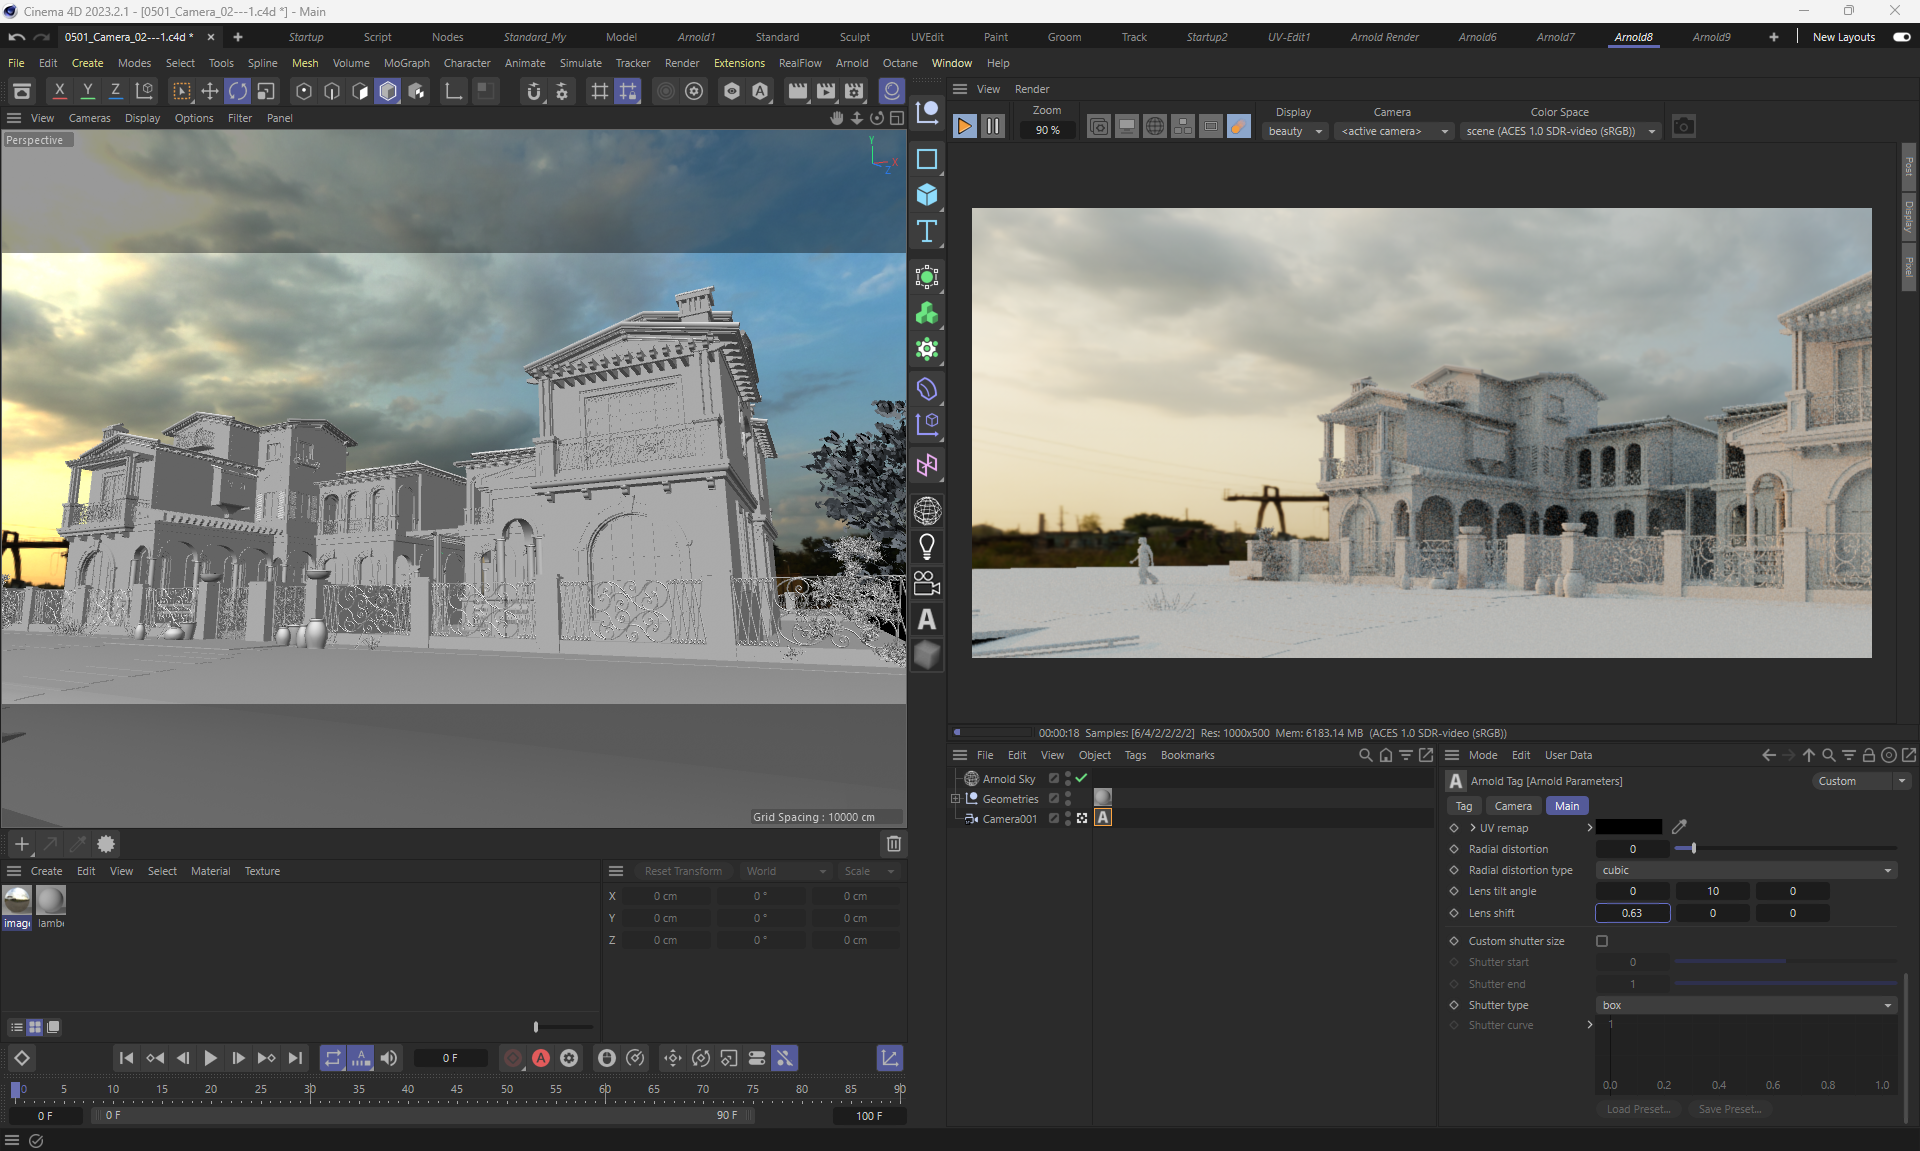 Cinema 4D 2023.2.1 - [0501_Camera_02---1.c4d *] - Main
0501_Camera_02---1.c4d * × + Startup Script Nodes Standard_My Model Arnold1 Standard Sculpt UVEdit Paint Groom Track Startup2 UV-Edit1 Arnold Render Arnold6 Arnold7 Arnold8 Arnold9 + New Layouts
File Edit Create Modes Select Tools Spline Mesh Volume MoGraph Character Animate Simulate Tracker Render Extensions RealFlow Arnold Octane Window Help
X Y Z
View Render
View Cameras Display Options Filter Panel
Zoom Display Camera Color Space
90 % beauty <active camera> scene (ACES 1.0 SDR-video (sRGB))
Perspective
Y
X
Z
Post
Display
Pixel
T
A
Grid Spacing : 10000 cm
00:00:18 Samples: [6/4/2/2/2/2] Res: 1000x500 Mem: 6183.14 MB (ACES 1.0 SDR-video (sRGB))
File Edit View Object Tags Bookmarks
Arnold Sky
Geometries
Camera001 A
Mode Edit User Data
A Arnold Tag [Arnold Parameters] Custom
Tag Camera Main
UV remap
Radial distortion 0
Radial distortion type cubic
Lens tilt angle 0 10 0
Lens shift 0.63 0 0
Custom shutter size
Shutter start 0
Shutter end 1
Shutter type box
Shutter curve 1
0.0 0.2 0.4 0.6 0.8 1.0
Load Preset... Save Preset...
Create Edit View Select Material Texture
imag lambe
Reset Transform World Scale
X 0 cm 0 ° 0 cm
Y 0 cm 0 ° 0 cm
Z 0 cm 0 ° 0 cm
A 0 F A
0 5 10 15 20 25 30 35 40 45 50 55 60 65 70 75 80 85 90
0 F 0 F 90 F 100 F